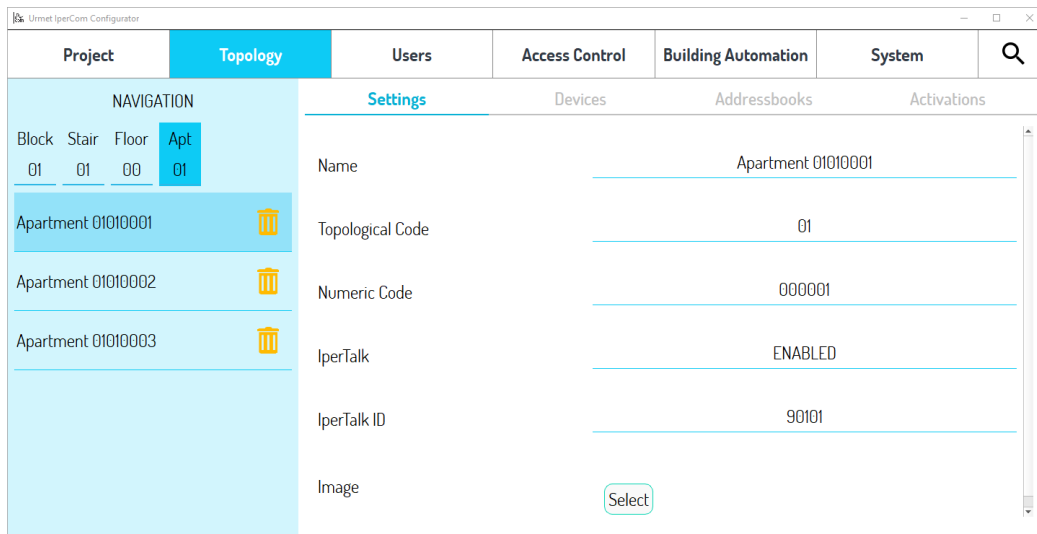 Urmet IperCom Configurator
Project Topology Users Access Control Building Automation System
NAVIGATION
Settings Devices Addressbooks Activations
Block Stair Floor Apt
01 01 00 01
Apartment 01010001
Apartment 01010002
Apartment 01010003
Name Apartment 01010001
Topological Code 01
Numeric Code 000001
IperTalk ENABLED
IperTalk ID 90101
Image Select